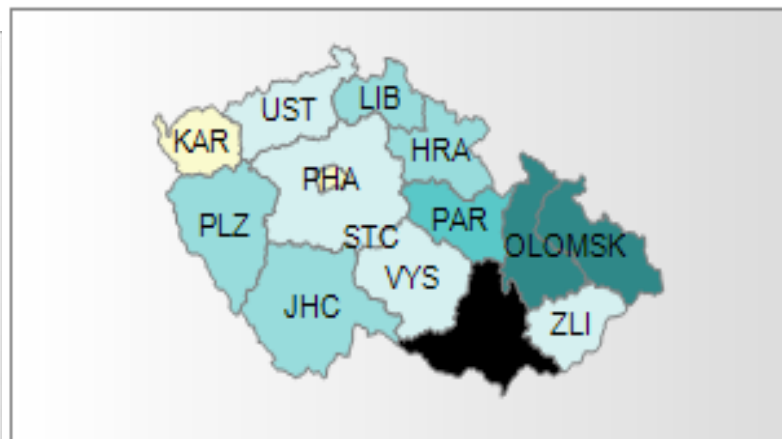 LIB
UST
KAR
HRA
PHA
PAR
PLZ
STC
OLOMSK
VYS
JHC
ZLI